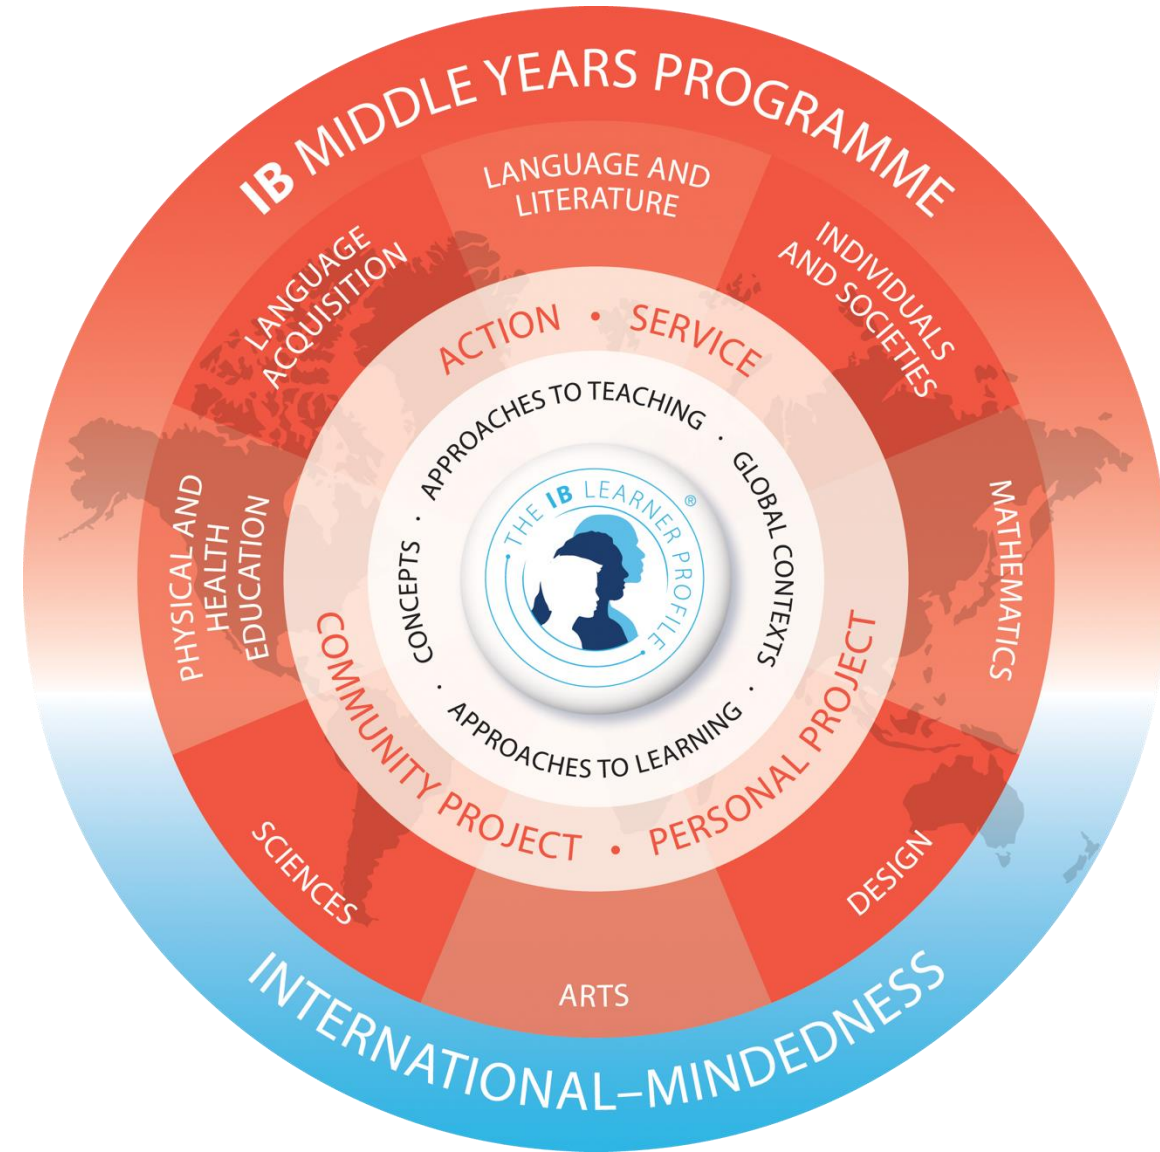 IB MIDDLE YEARS PROGRAMME
LANGUAGE AND
LITERATURE
INDIVIDUALS
AND SOCIETIES
MATHEMATICS
DESIGN
ARTS
SCIENCES
PHYSICAL AND
HEALTH
EDUCATION
LANGUAGE
ACQUISITION
ACTION • SERVICE
PERSONAL PROJECT
•
COMMUNITY PROJECT
APPROACHES TO TEACHING ·
GLOBAL CONTEXTS ·
APPROACHES TO LEARNING ·
CONCEPTS ·
· THE IB LEARNER PROFILE · ®
INTERNATIONAL–MINDEDNESS